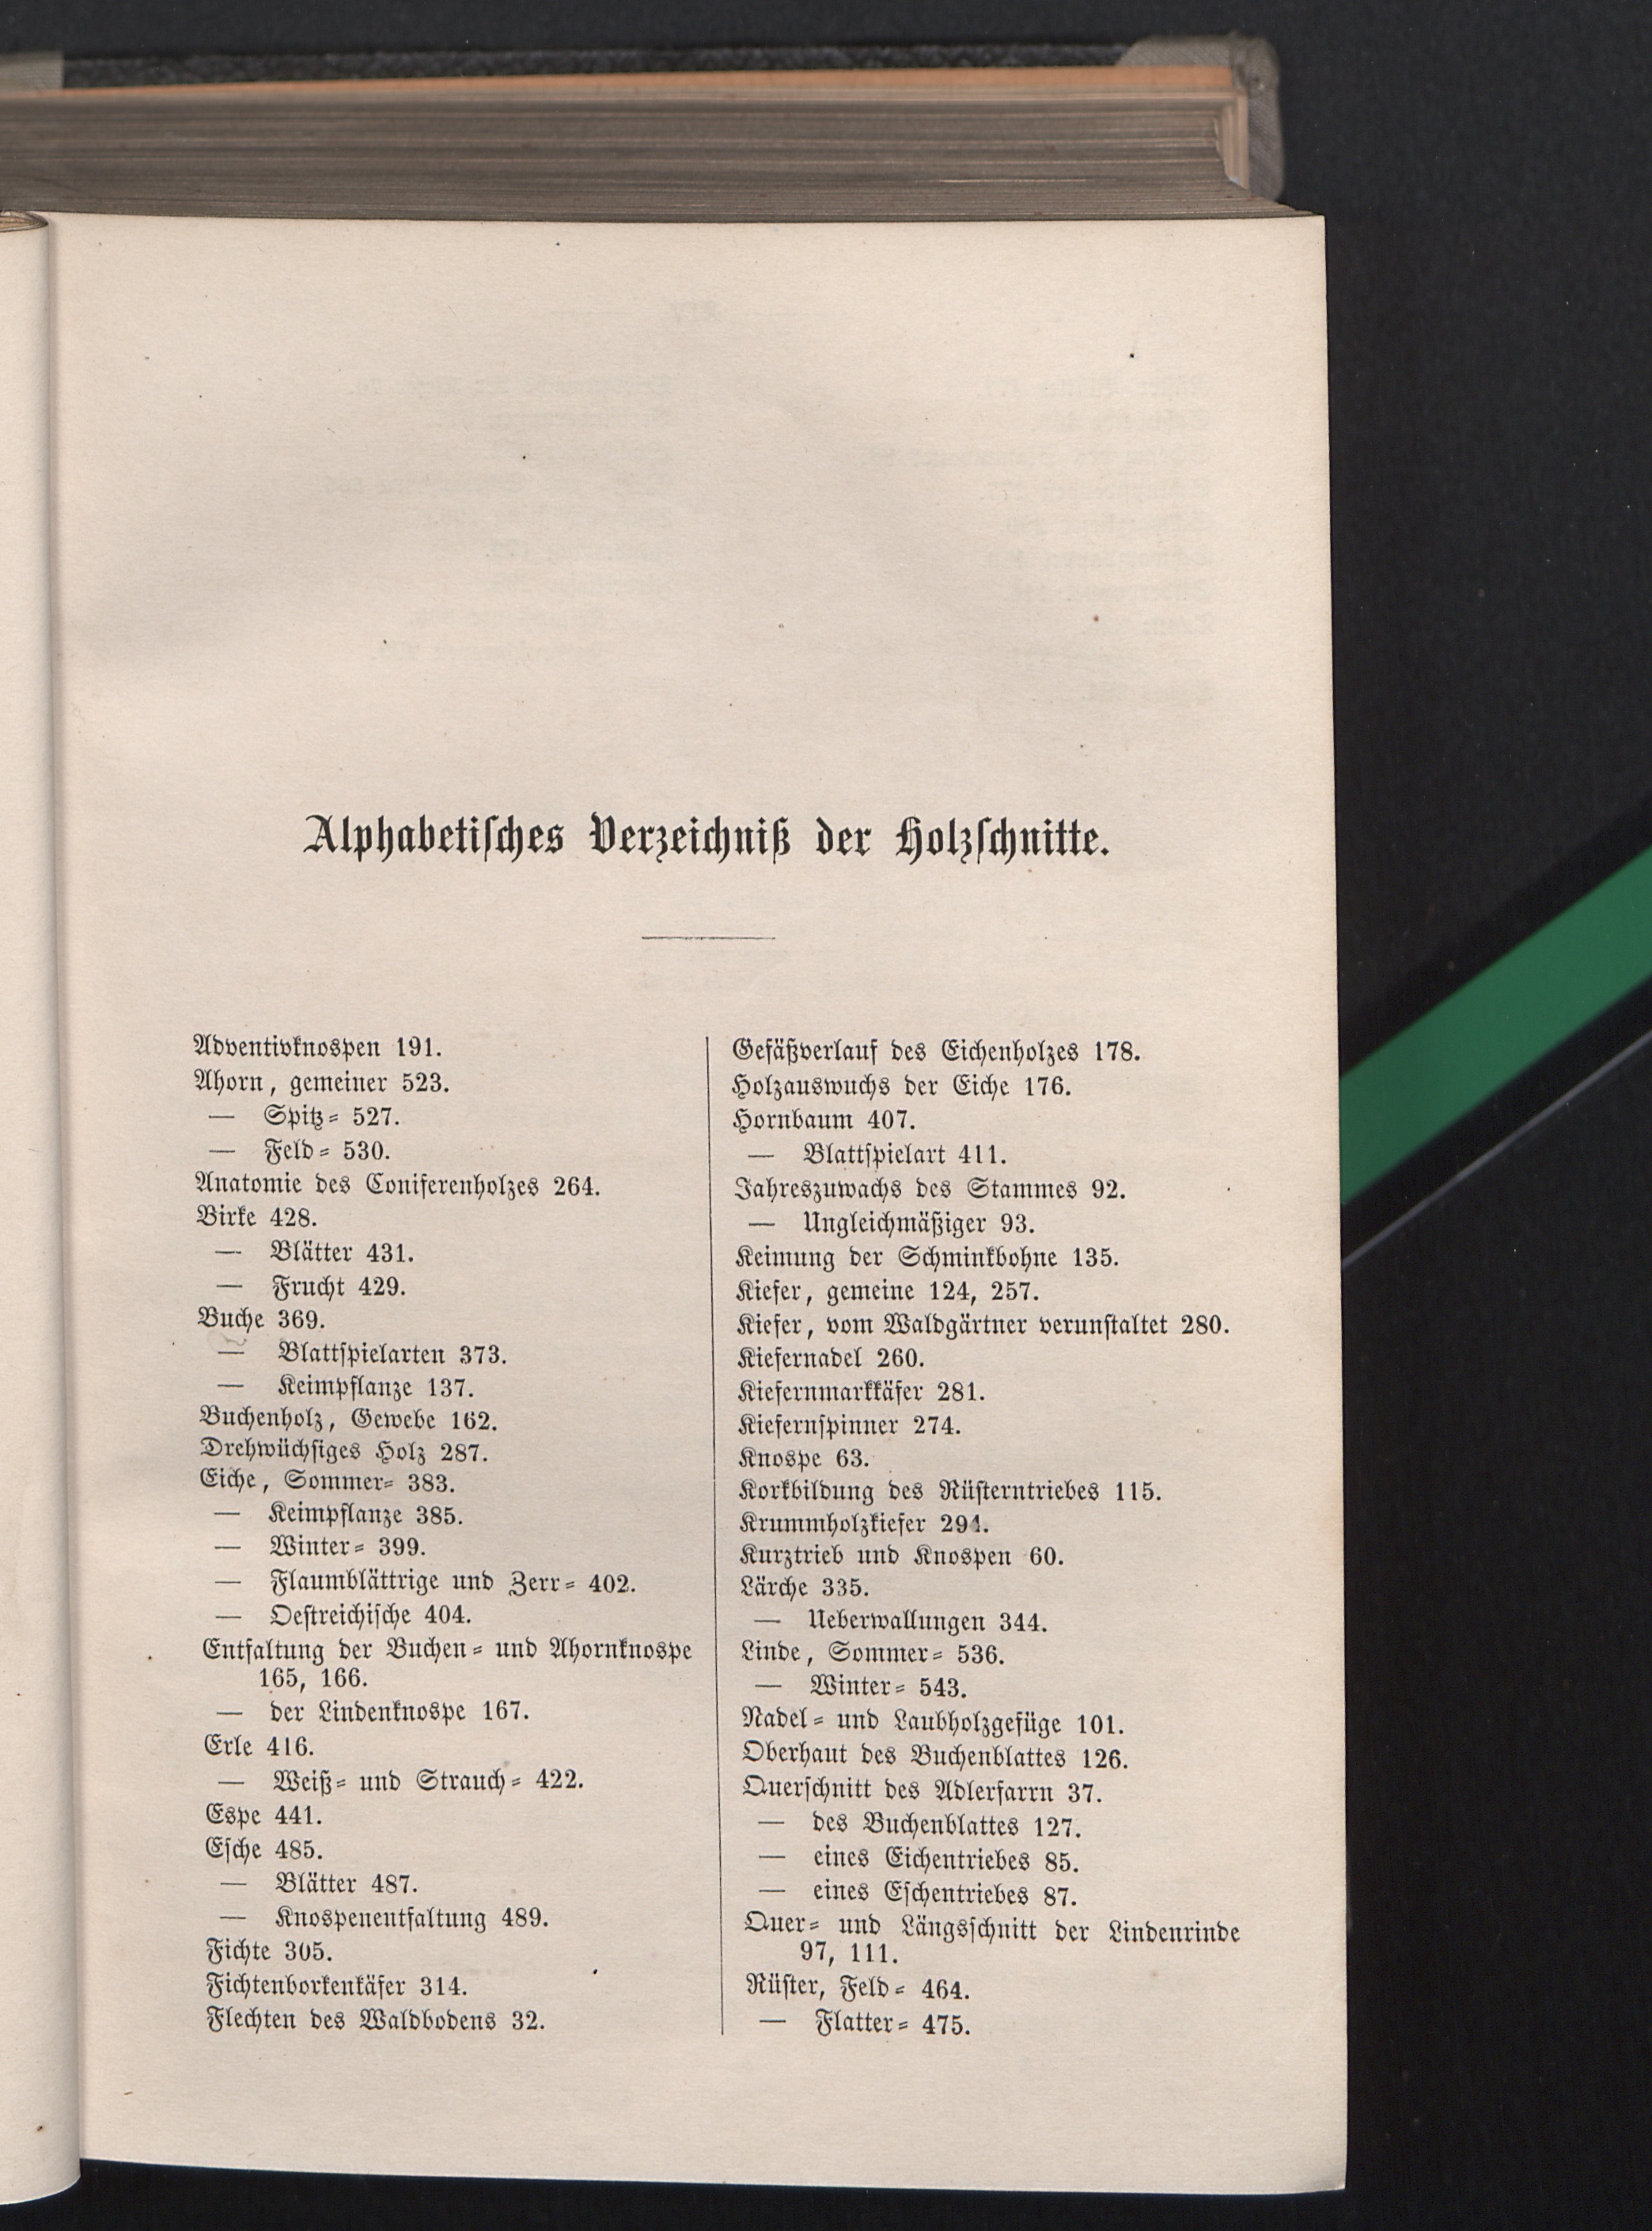 Alphabetiſches Verzeichniß der Holzſchnitte.
Adventivknospen 191.
Ahorn, gemeiner 523.
— Spitz= 527.
— Feld= 530.
Anatomie des Coniferenholzes 264.
Birke 428.
— Blätter 431.
— Frucht 429.
Buche 369.
— Blattſpielarten 373.
— Keimpflanze 137.
Buchenholz, Gewebe 162.
Drehwüchſiges Holz 287.
Eiche, Sommer= 383.
— Keimpflanze 385.
— Winter= 399.
— Flaumblättrige und Zerr= 402.
— Oeſtreichiſche 404.
Entfaltung der Buchen= und Ahornknospe
165, 166.
— der Lindenknospe 167.
Erle 416.
— Weiß= und Strauch= 422.
Espe 441.
Eſche 485.
— Blätter 487.
— Knospenentfaltung 489.
Fichte 305.
Fichtenborkenkäfer 314.
Flechten des Waldbodens 32.
Gefäßverlauf des Eichenholzes 178.
Holzauswuchs der Eiche 176.
Hornbaum 407.
— Blattſpielart 411.
Jahreszuwachs des Stammes 92.
— Ungleichmäßiger 93.
Keimung der Schminkbohne 135.
Kiefer, gemeine 124, 257.
Kiefer, vom Waldgärtner verunſtaltet 280.
Kiefernadel 260.
Kiefernmarkkäfer 281.
Kiefernſpinner 274.
Knospe 63.
Korkbildung des Rüſterntriebes 115.
Krummholzkiefer 291.
Kurztrieb und Knospen 60.
Lärche 335.
— Ueberwallungen 344.
Linde, Sommer= 536.
— Winter= 543.
Nadel= und Laubholzgefüge 101.
Oberhaut des Buchenblattes 126.
Querſchnitt des Adlerfarrn 37.
— des Buchenblattes 127.
— eines Eichentriebes 85.
— eines Eſchentriebes 87.
Quer= und Längsſchnitt der Lindenrinde
97, 111.
Rüſter, Feld= 464.
— Flatter= 475.